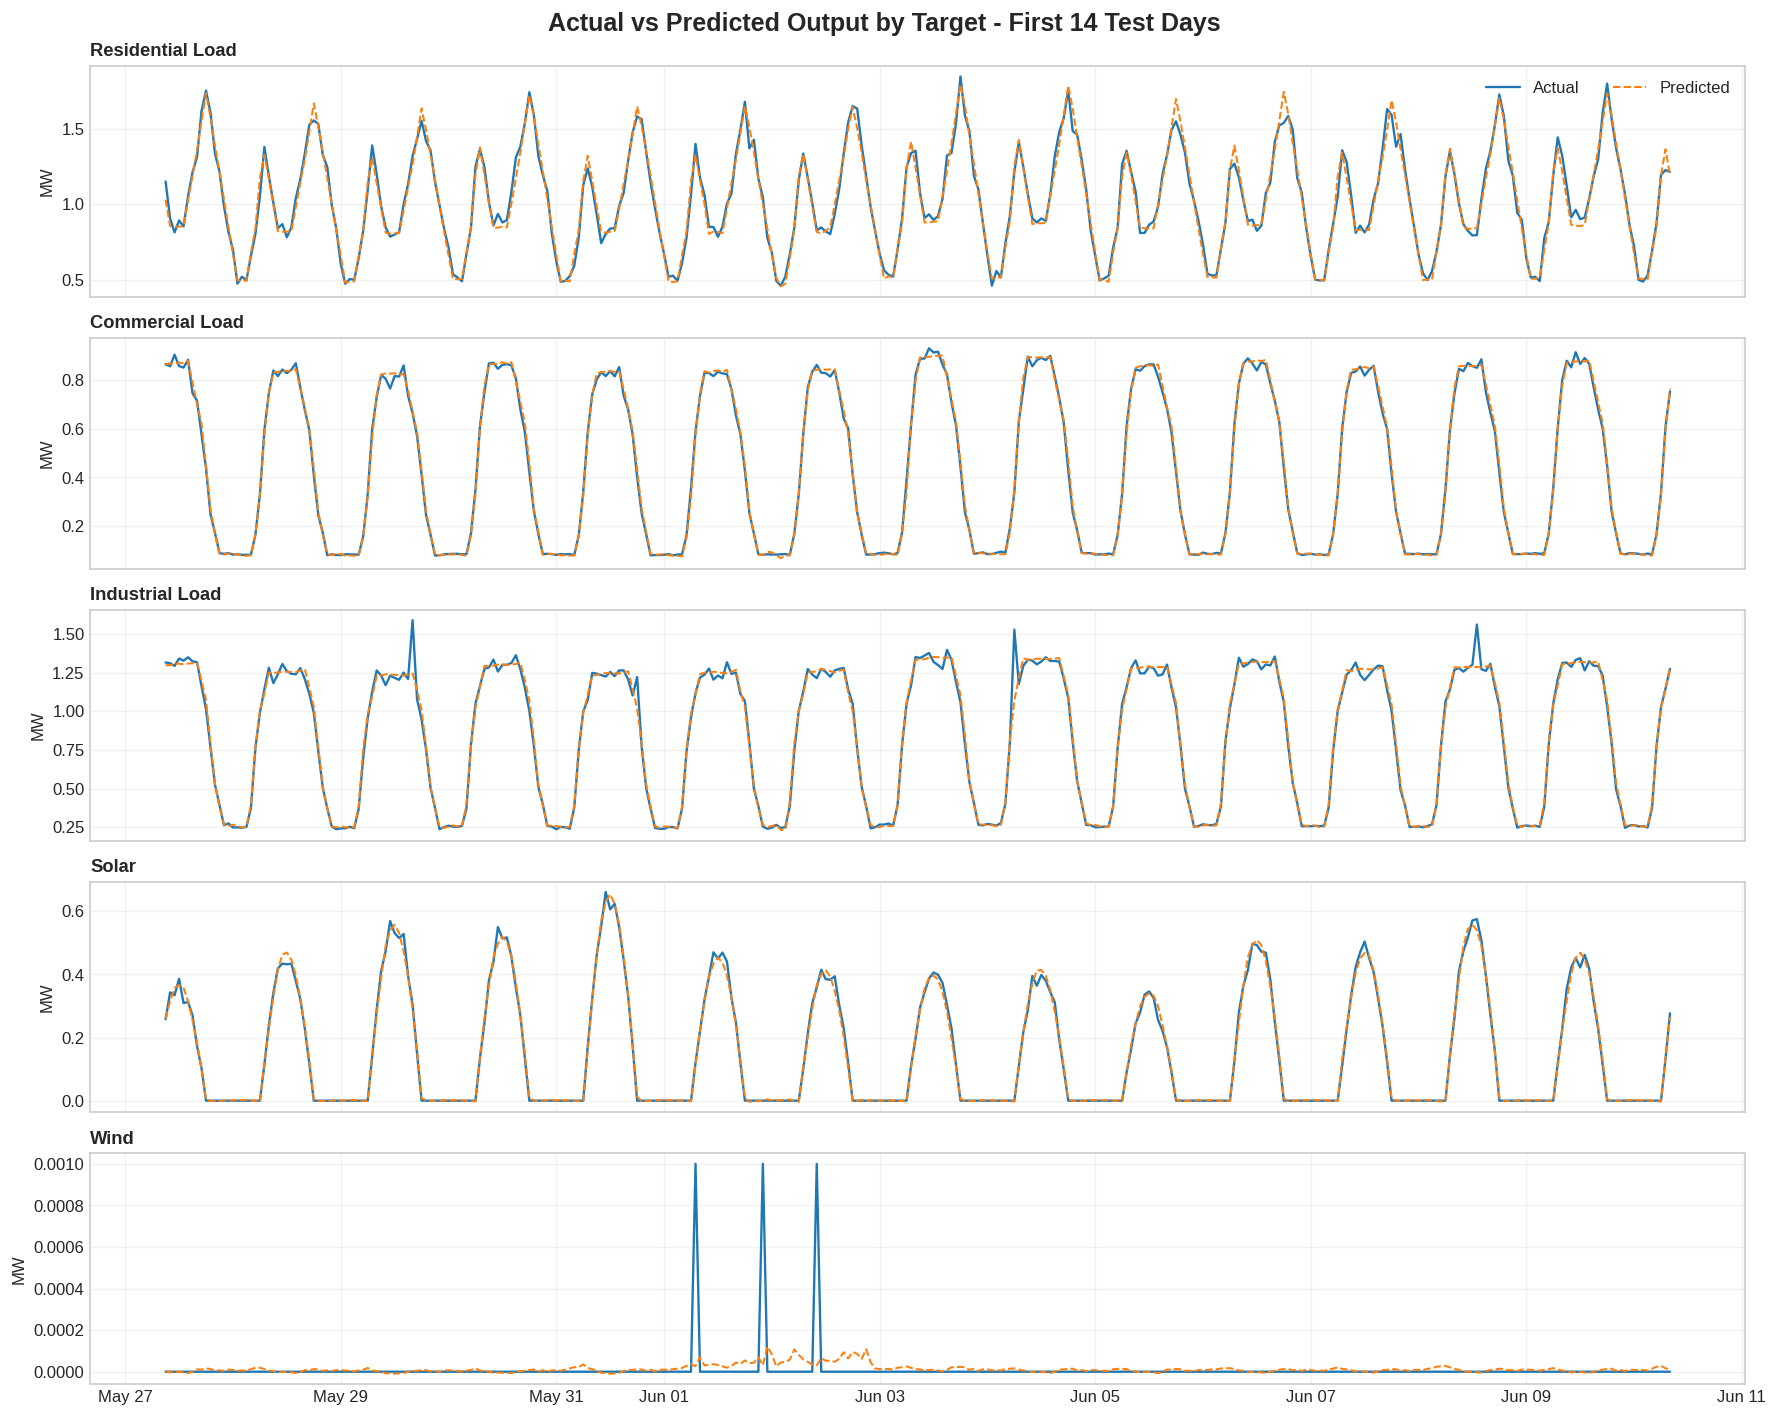 Actual vs Predicted Output by Target - First 14 Test Days
Residential Load
Actual
Predicted
1.5
1.0
0.5
MW
Commercial Load
0.8
0.6
0.4
0.2
MW
Industrial Load
1.50
1.25
1.00
0.75
0.50
0.25
MW
Solar
0.6
0.4
0.2
0.0
MW
Wind
0.0010
0.0008
0.0006
0.0004
0.0002
0.0000
MW
May 27 May 29 May 31 Jun 01 Jun 03 Jun 05 Jun 07 Jun 09 Jun 11